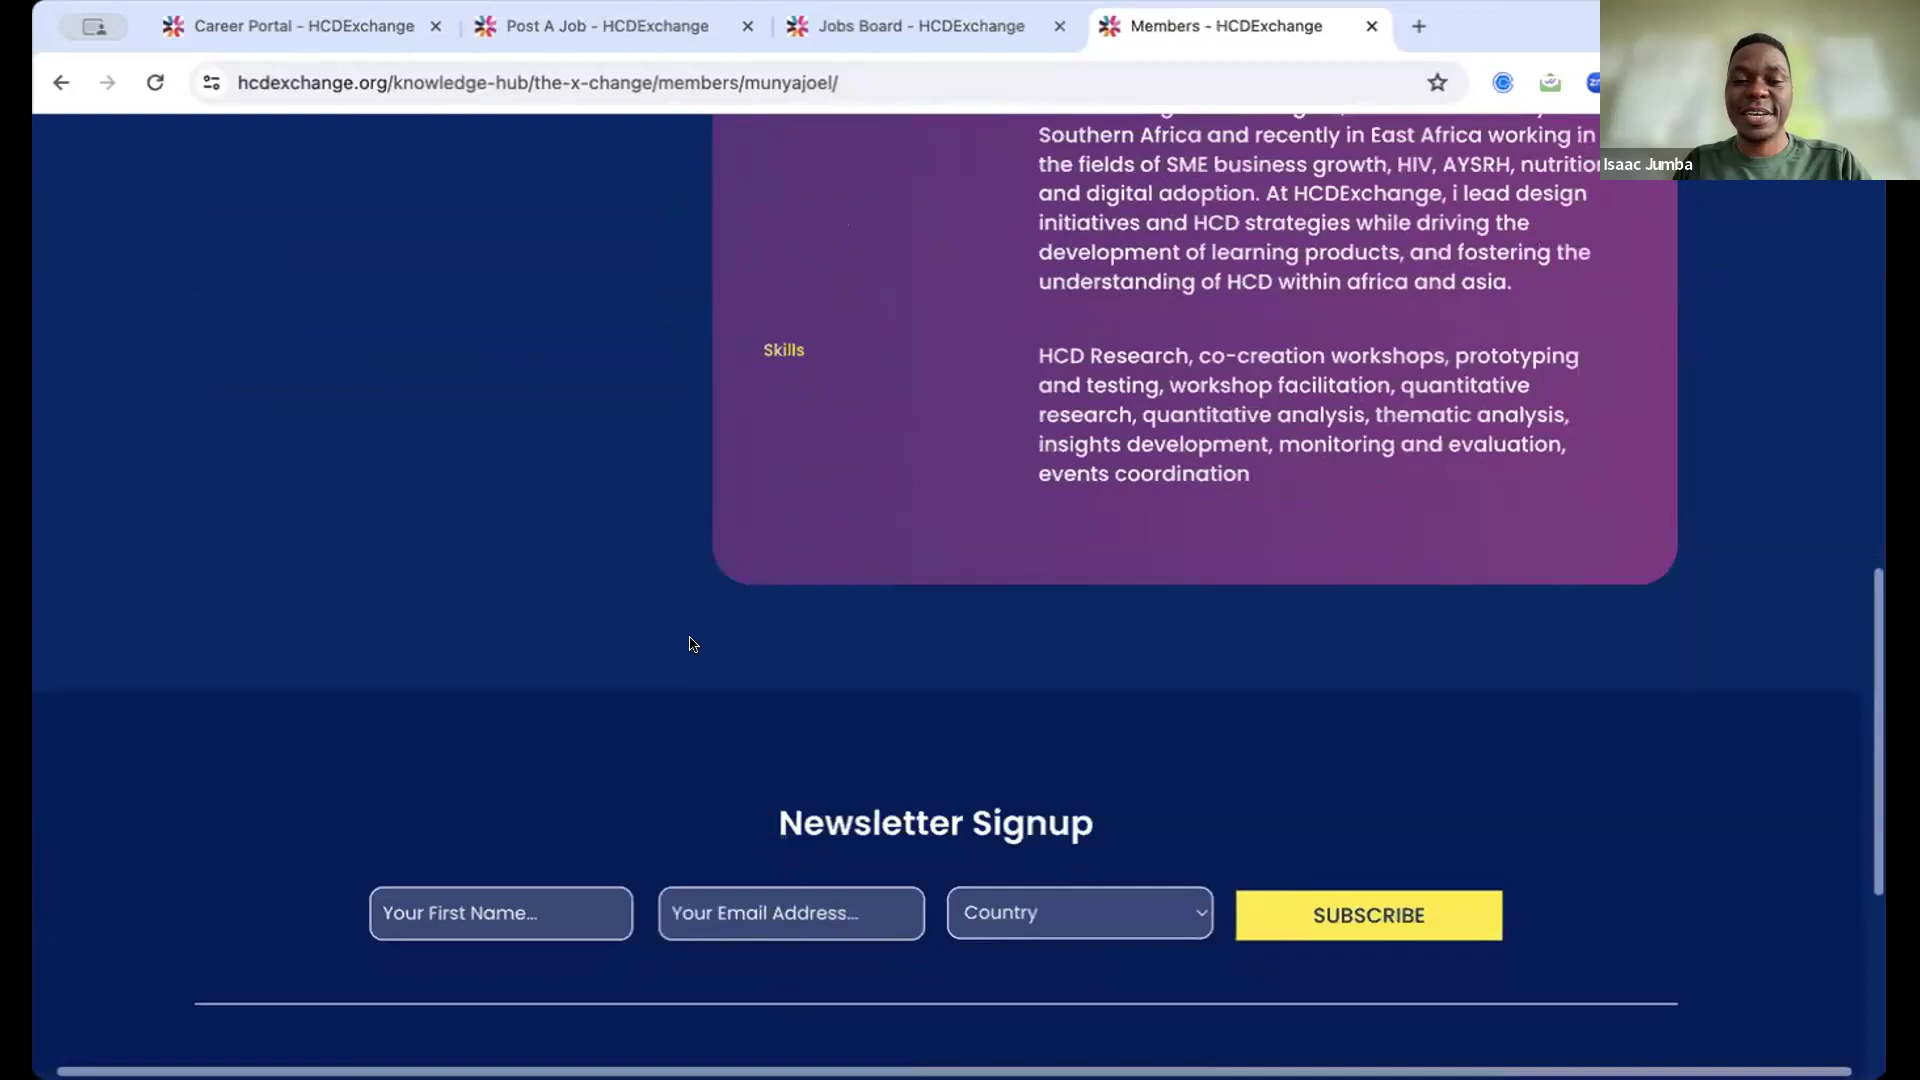 Career Portal - HCDExchange
Post A Job - HCDExchange
Jobs Board - HCDExchange
Members - HCDExchange
hcdexchange.org/knowledge-hub/the-x-change/members/munyajoel/
Isaac Jumba
Southern Africa and recently in East Africa working in
the fields of SME business growth, HIV, AYSRH, nutrition
and digital adoption. At HCDExchange, i lead design
initiatives and HCD strategies while driving the
development of learning products, and fostering the
understanding of HCD within africa and asia.
Skills
HCD Research, co-creation workshops, prototyping
and testing, workshop facilitation, quantitative
research, quantitative analysis, thematic analysis,
insights development, monitoring and evaluation,
events coordination
Newsletter Signup
Your First Name...
Your Email Address...
Country
SUBSCRIBE